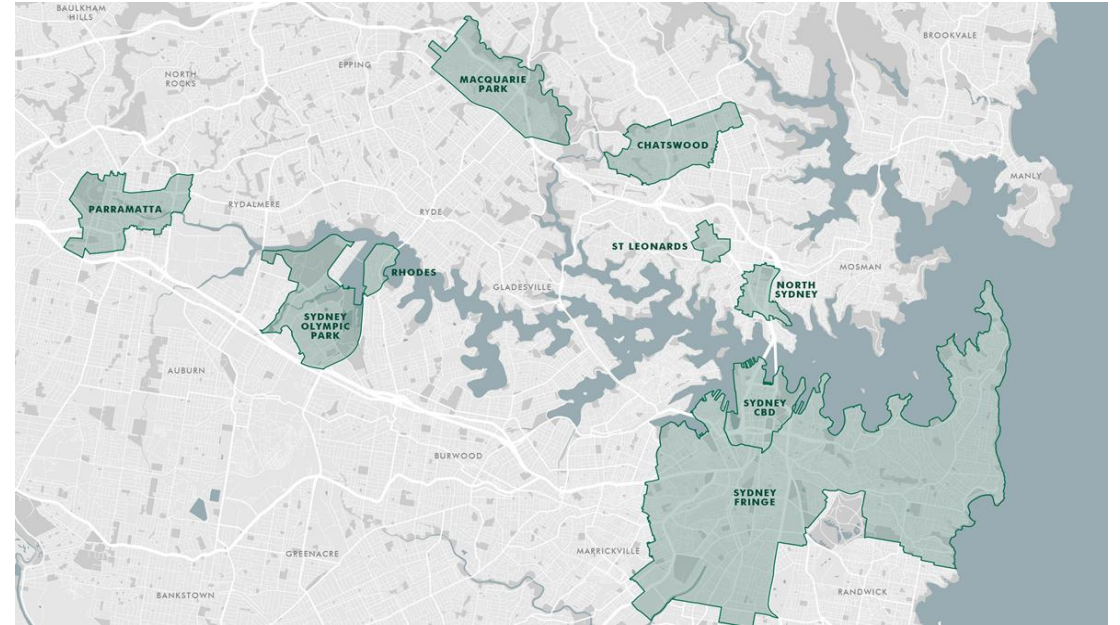 BAULKHAM
HILLS
BROOKVALE
EPPING
NORTH
ROCKS
MACQUARIE
PARK
CHATSWOOD
MANLY
PARRAMATTA
RYDALMERE
RYDE
ST LEONARDS
MOSMAN
RHODES
GLADESVILLE
NORTH
SYDNEY
SYDNEY
OLYMPIC
PARK
AUBURN
SYDNEY
CBD
BURWOOD
SYDNEY
FRINGE
GREENACRE
MARRICKVILLE
BANKSTOWN
RANDWICK